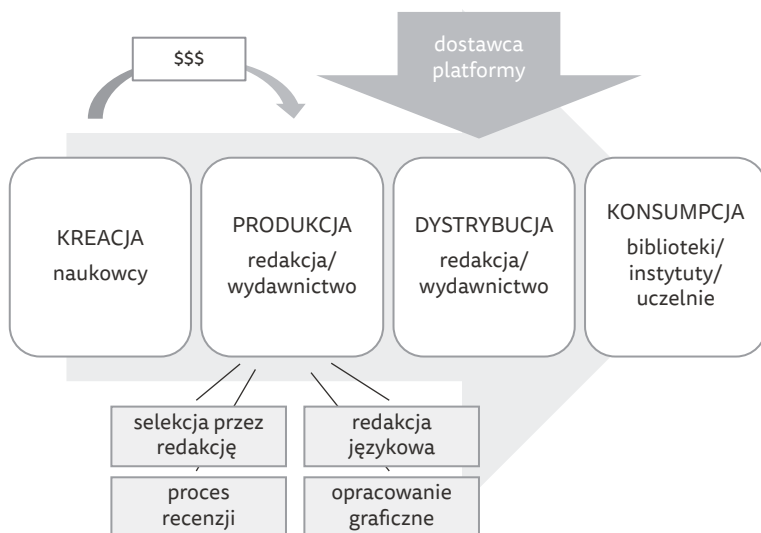 $$$
dostawca
platformy
KREACJA
naukowcy
PRODUKCJA
redakcja/
wydawnictwo
DYSTRYBUCJA
redakcja/
wydawnictwo
KONSUMPCJA
biblioteki/
instytuty/
uczelnie
selekcja przez
redakcję
redakcja
językowa
proces
recenzji
opracowanie
graficzne